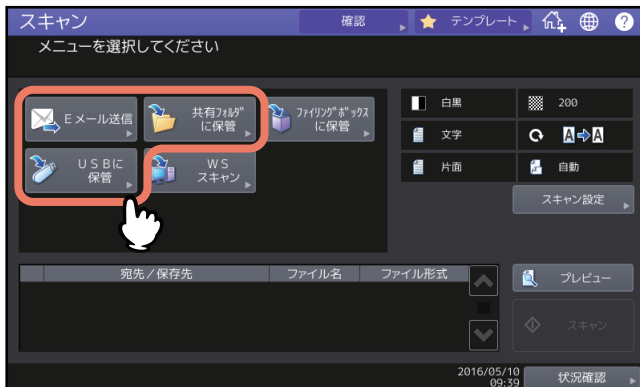 スキャン
確認
テンプレート
?
メニューを選択してください
Eメール送信
共有ﾌｫﾙﾀﾞ
に保管
ﾌｧｲﾘﾝｸﾞﾎﾞｯｸｽ
に保管
USBに
保管
WS
スキャン
白黒
200
文字
A A
片面
自動
スキャン設定
宛先／保存先
ファイル名
ファイル形式
プレビュー
スキャン
2016/05/10
09:39
状況確認